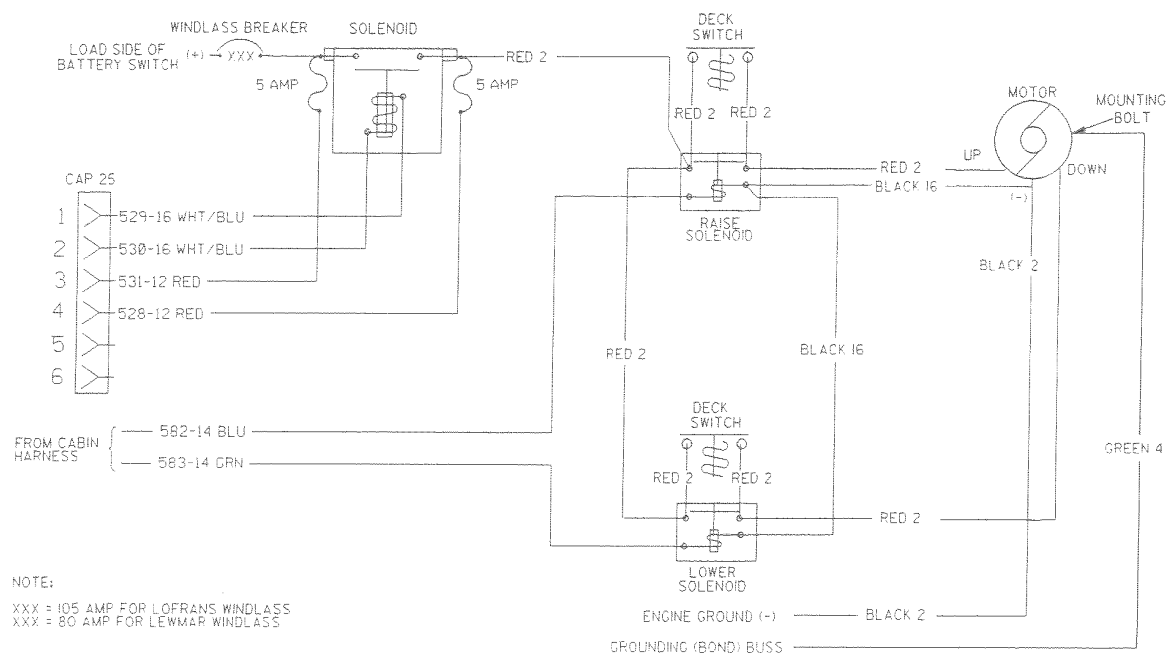 WINDLASS BREAKER
SOLENOID
DECK
SWITCH
LOAD SIDE OF
BATTERY SWITCH
(+)
XXX
RED 2
5 AMP
5 AMP
RED 2
RED 2
MOTOR
MOUNTING
BOLT
UP
RED 2
DOWN
BLACK 16
(-)
CAP 25
1
529-16 WHT/BLU
2
530-16 WHT/BLU
3
531-12 RED
4
528-12 RED
5
6
RAISE
SOLENOID
BLACK 2
RED 2
BLACK 16
DECK
SWITCH
FROM CABIN
HARNESS
582-14 BLU
583-14 GRN
GREEN 4
RED 2
RED 2
RED 2
LOWER
SOLENOID
NOTE:
XXX = 105 AMP FOR LOFRANS WINDLASS
XXX = 80 AMP FOR LEWMAR WINDLASS
ENGINE GROUND (-)
BLACK 2
GROUNDING (BOND) BUSS